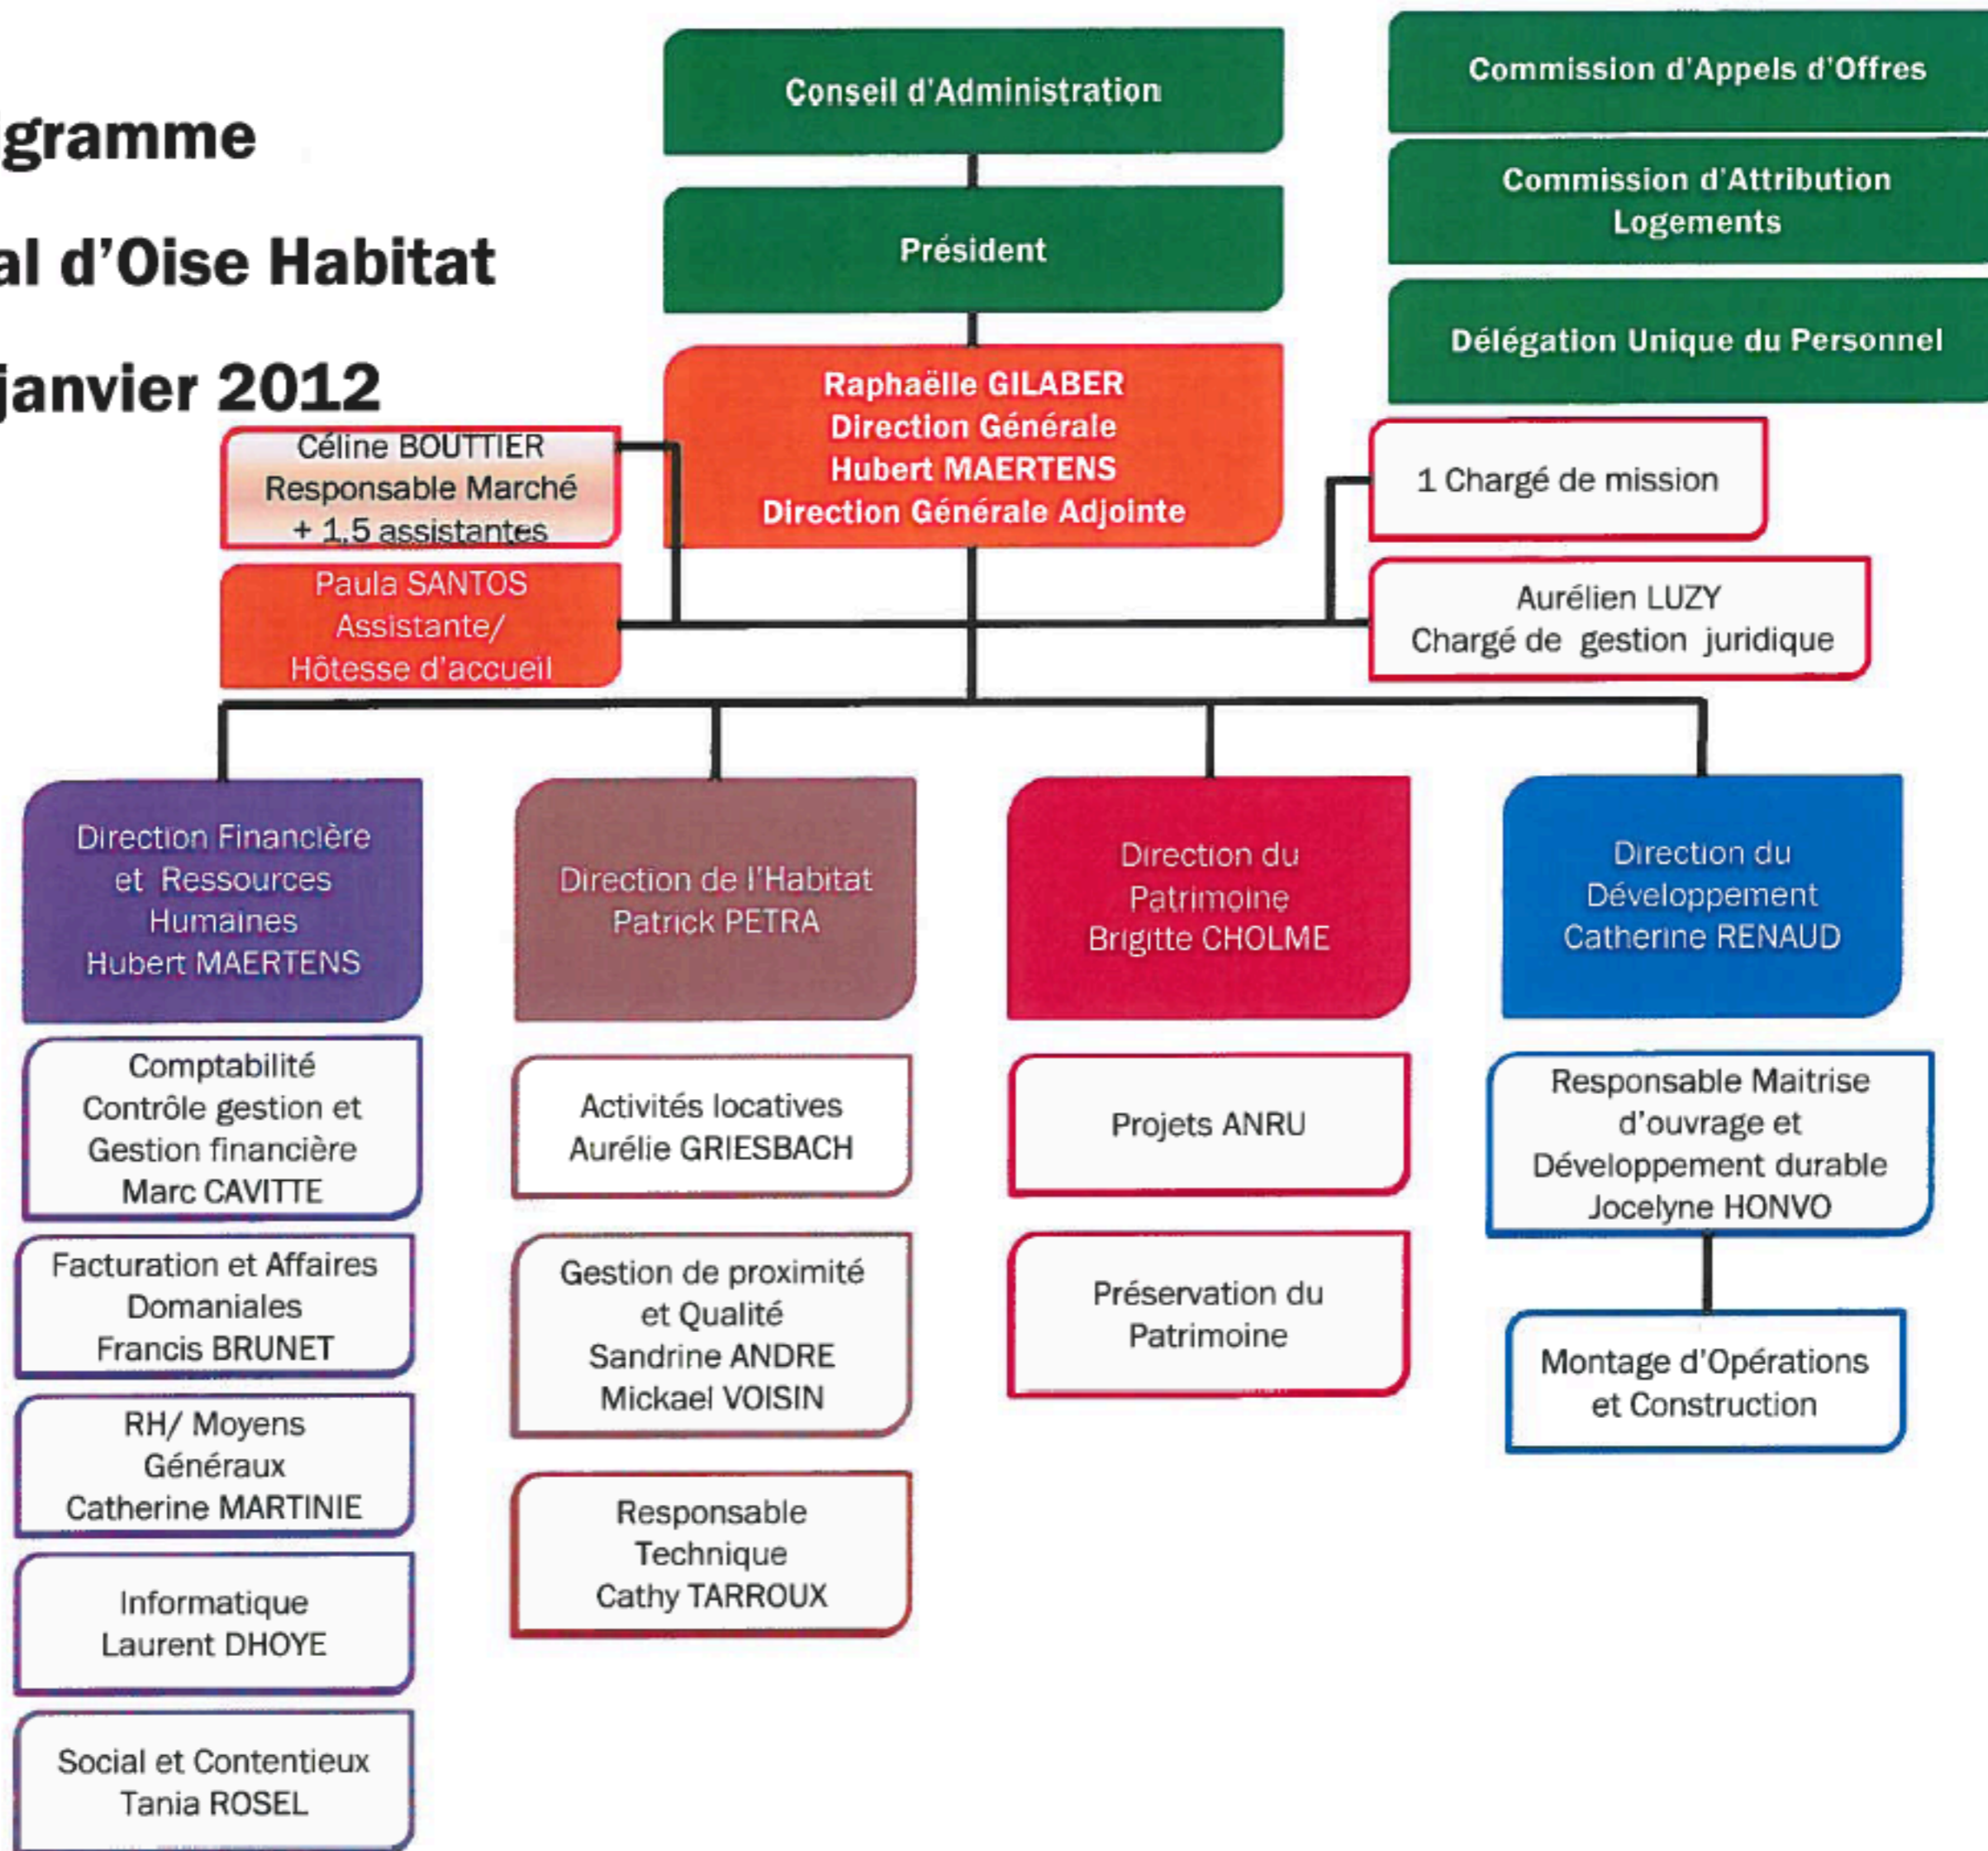 gramme
al d'Oise Habitat
janvier 2012
Conseil d'Administration
Président
Raphaëlle GILABER
Direction Générale
Hubert MAERTENS
Direction Générale Adjointe
Commission d'Appels d'Offres
Commission d'Attribution
Logements
Délégation Unique du Personnel
Céline BOUTTIER
Responsable Marché
+ 1,5 assistantes
Paula SANTOS
Assistante/
Hôtesse d'accueil
1 Chargé de mission
Aurélien LUZY
Chargé de gestion juridique
Direction Financière
et Ressources
Humaines
Hubert MAERTENS
Comptabilité
Contrôle gestion et
Gestion financière
Marc CAVITTE
Facturation et Affaires
Domaniales
Francis BRUNET
RH/ Moyens
Généraux
Catherine MARTINIE
Informatique
Laurent DHOYE
Social et Contentieux
Tania ROSEL
Direction de l'Habitat
Patrick PETRA
Activités locatives
Aurélie GRIESBACH
Gestion de proximité
et Qualité
Sandrine ANDRE
Mickael VOISIN
Responsable
Technique
Cathy TARROUX
Direction du
Patrimoine
Brigitte CHOLME
Projets ANRU
Préservation du
Patrimoine
Direction du
Développement
Catherine RENAUD
Responsable Maitrise
d'ouvrage et
Développement durable
Jocelyne HONVO
Montage d'Opérations
et Construction